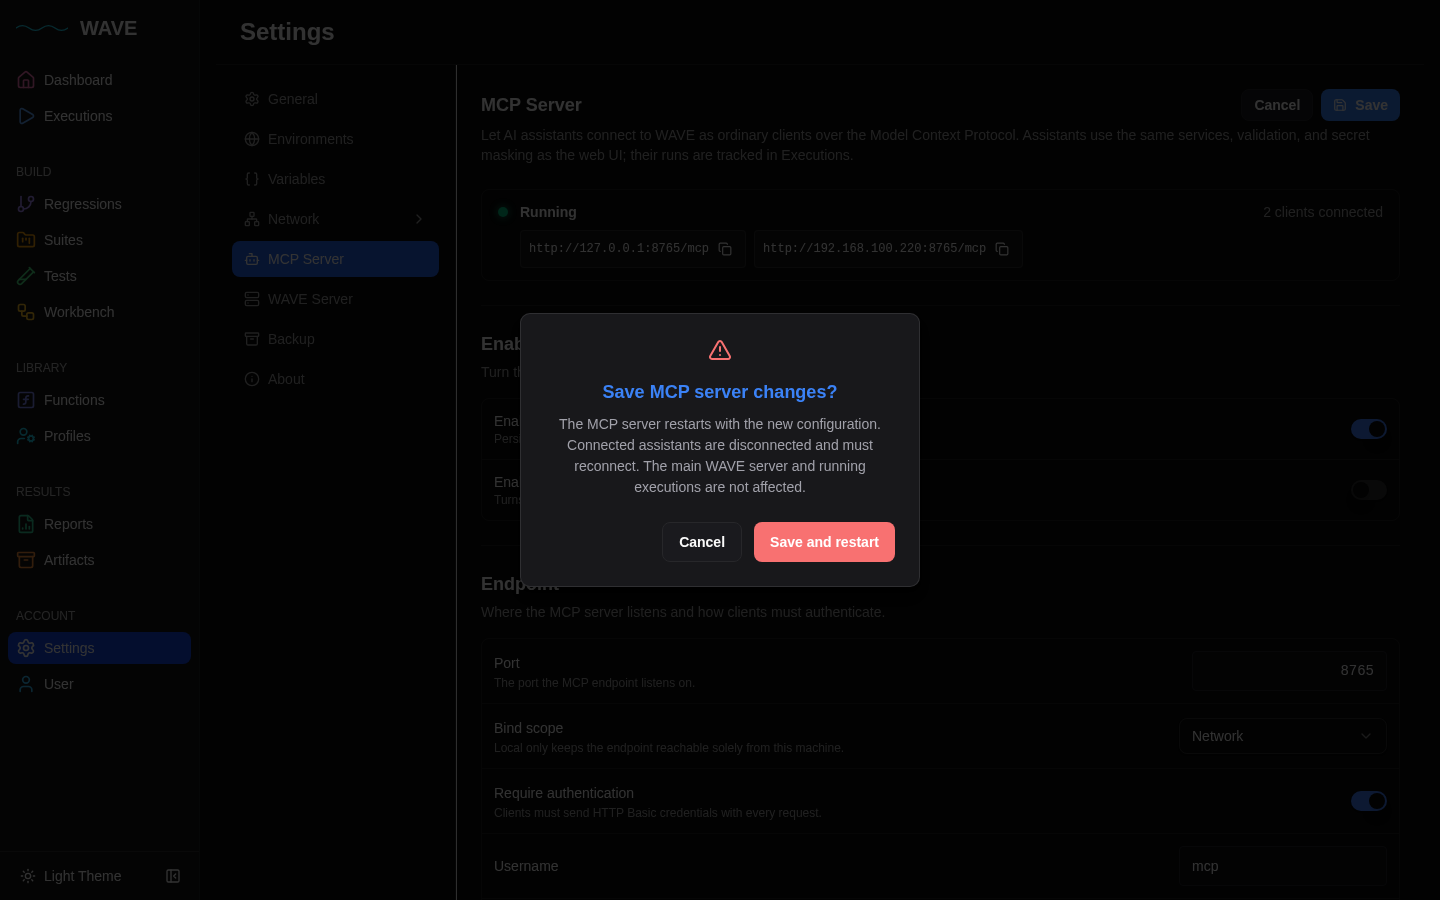 WAVE
Settings
Dashboard
Executions
BUILD
Regressions
Suites
Tests
Workbench
LIBRARY
Functions
Profiles
RESULTS
Reports
Artifacts
ACCOUNT
Settings
User
Light Theme
General
Environments
Variables
Network
MCP Server
WAVE Server
Backup
About
MCP Server
Cancel
Save
Let AI assistants connect to WAVE as ordinary clients over the Model Context Protocol. Assistants use the same services, validation, and secret
masking as the web UI; their runs are tracked in Executions.
Running
2 clients connected
http://127.0.0.1:8765/mcp
http://192.168.100.220:8765/mcp
Save MCP server changes?
The MCP server restarts with the new configuration.
Connected assistants are disconnected and must
reconnect. The main WAVE server and running
executions are not affected.
Cancel
Save and restart
Endpoint
Where the MCP server listens and how clients must authenticate.
Port
The port the MCP endpoint listens on.
8765
Bind scope
Local only keeps the endpoint reachable solely from this machine.
Network
Require authentication
Clients must send HTTP Basic credentials with every request.
Username
mcp